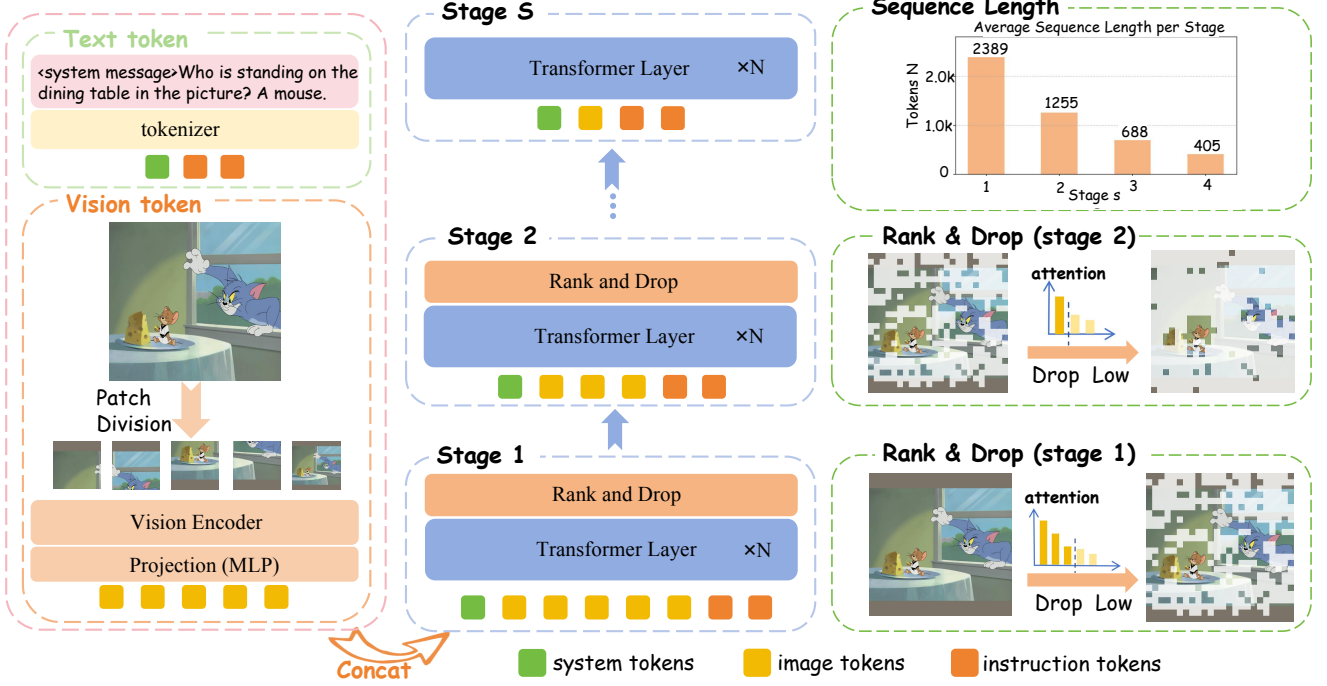 Text token
<system message>Who is standing on the
dining table in the picture? A mouse.
tokenizer
Vision token
Patch
Division
Vision Encoder
Projection (MLP)
Concat
Stage S
Transformer Layer ×N
Stage 2
Rank and Drop
Transformer Layer ×N
Stage 1
Rank and Drop
Transformer Layer ×N
Sequence Length
Average Sequence Length per Stage
Tokens N
2.0k
1.0k
0
2389
1255
688
405
1 2 3 4
Stage s
Rank & Drop (stage 2)
attention
Drop Low
Rank & Drop (stage 1)
attention
Drop Low
system tokens
image tokens
instruction tokens